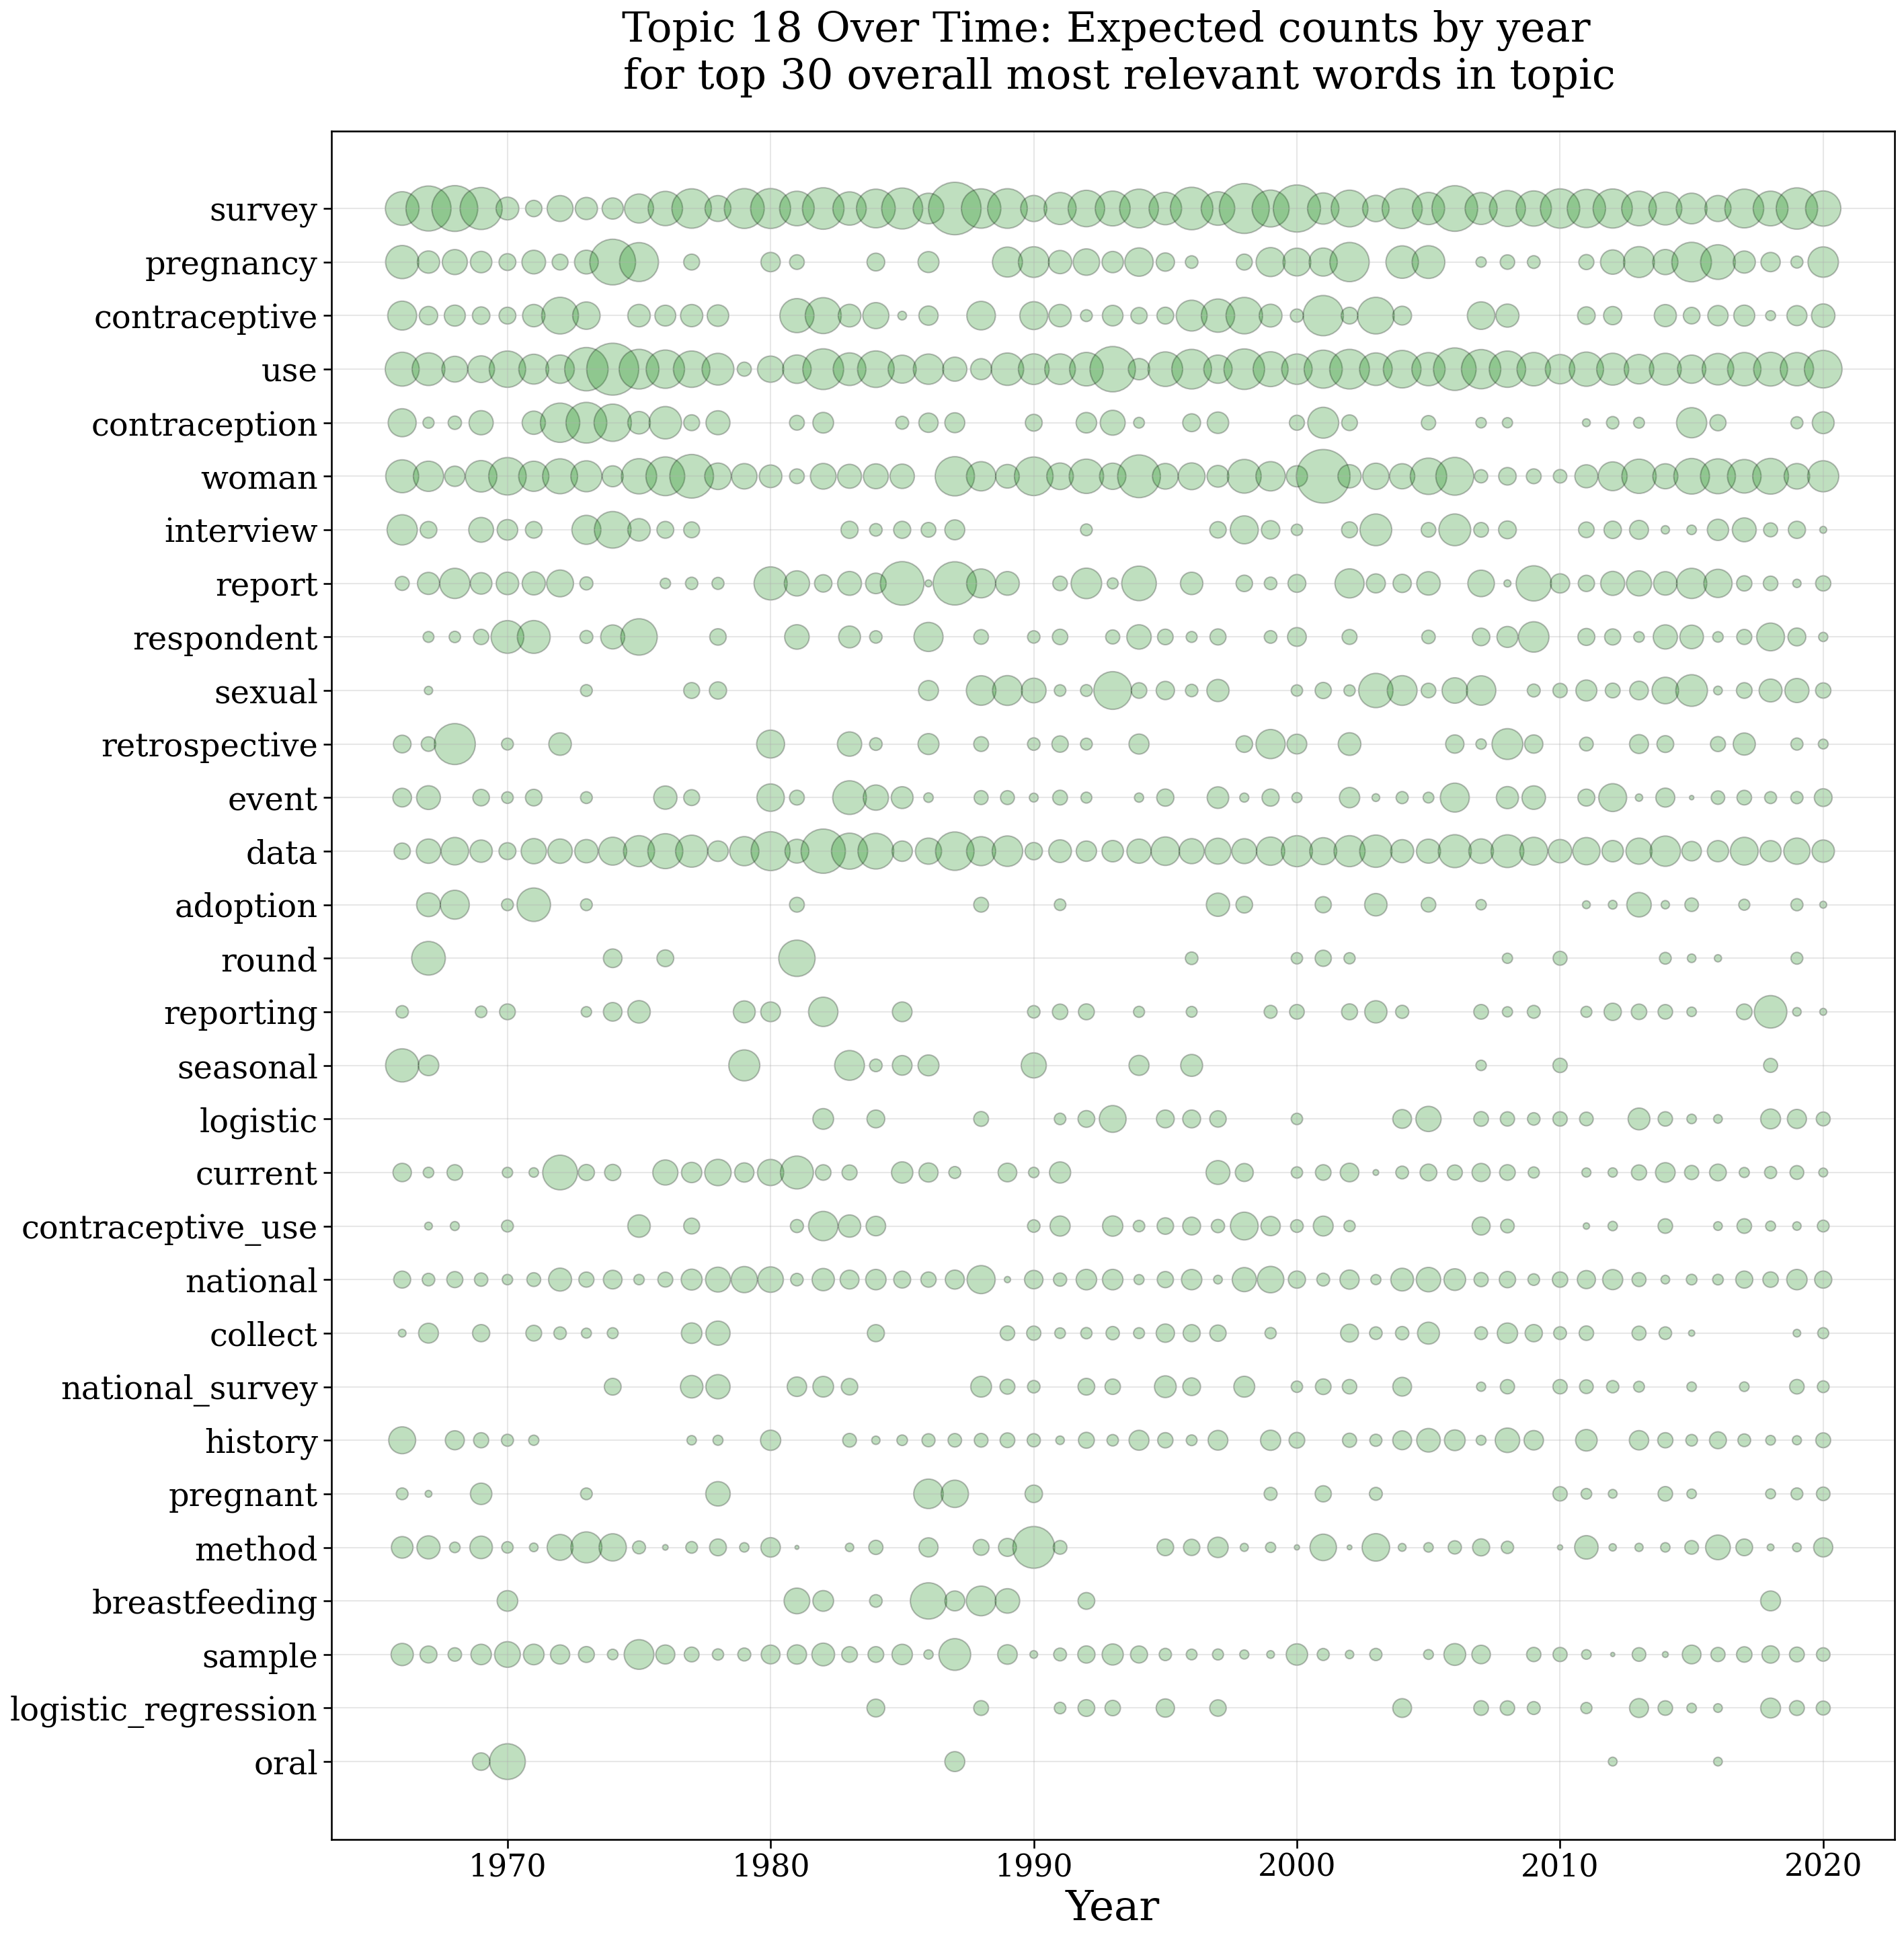 Topic 18 Over Time: Expected counts by year
for top 30 overall most relevant words in topic
survey
pregnancy
contraceptive
use
contraception
woman
interview
report
respondent
sexual
retrospective
event
data
adoption
round
reporting
seasonal
logistic
current
contraceptive_use
national
collect
national_survey
history
pregnant
method
breastfeeding
sample
logistic_regression
oral
1970 1980 1990 2000 2010 2020
Year